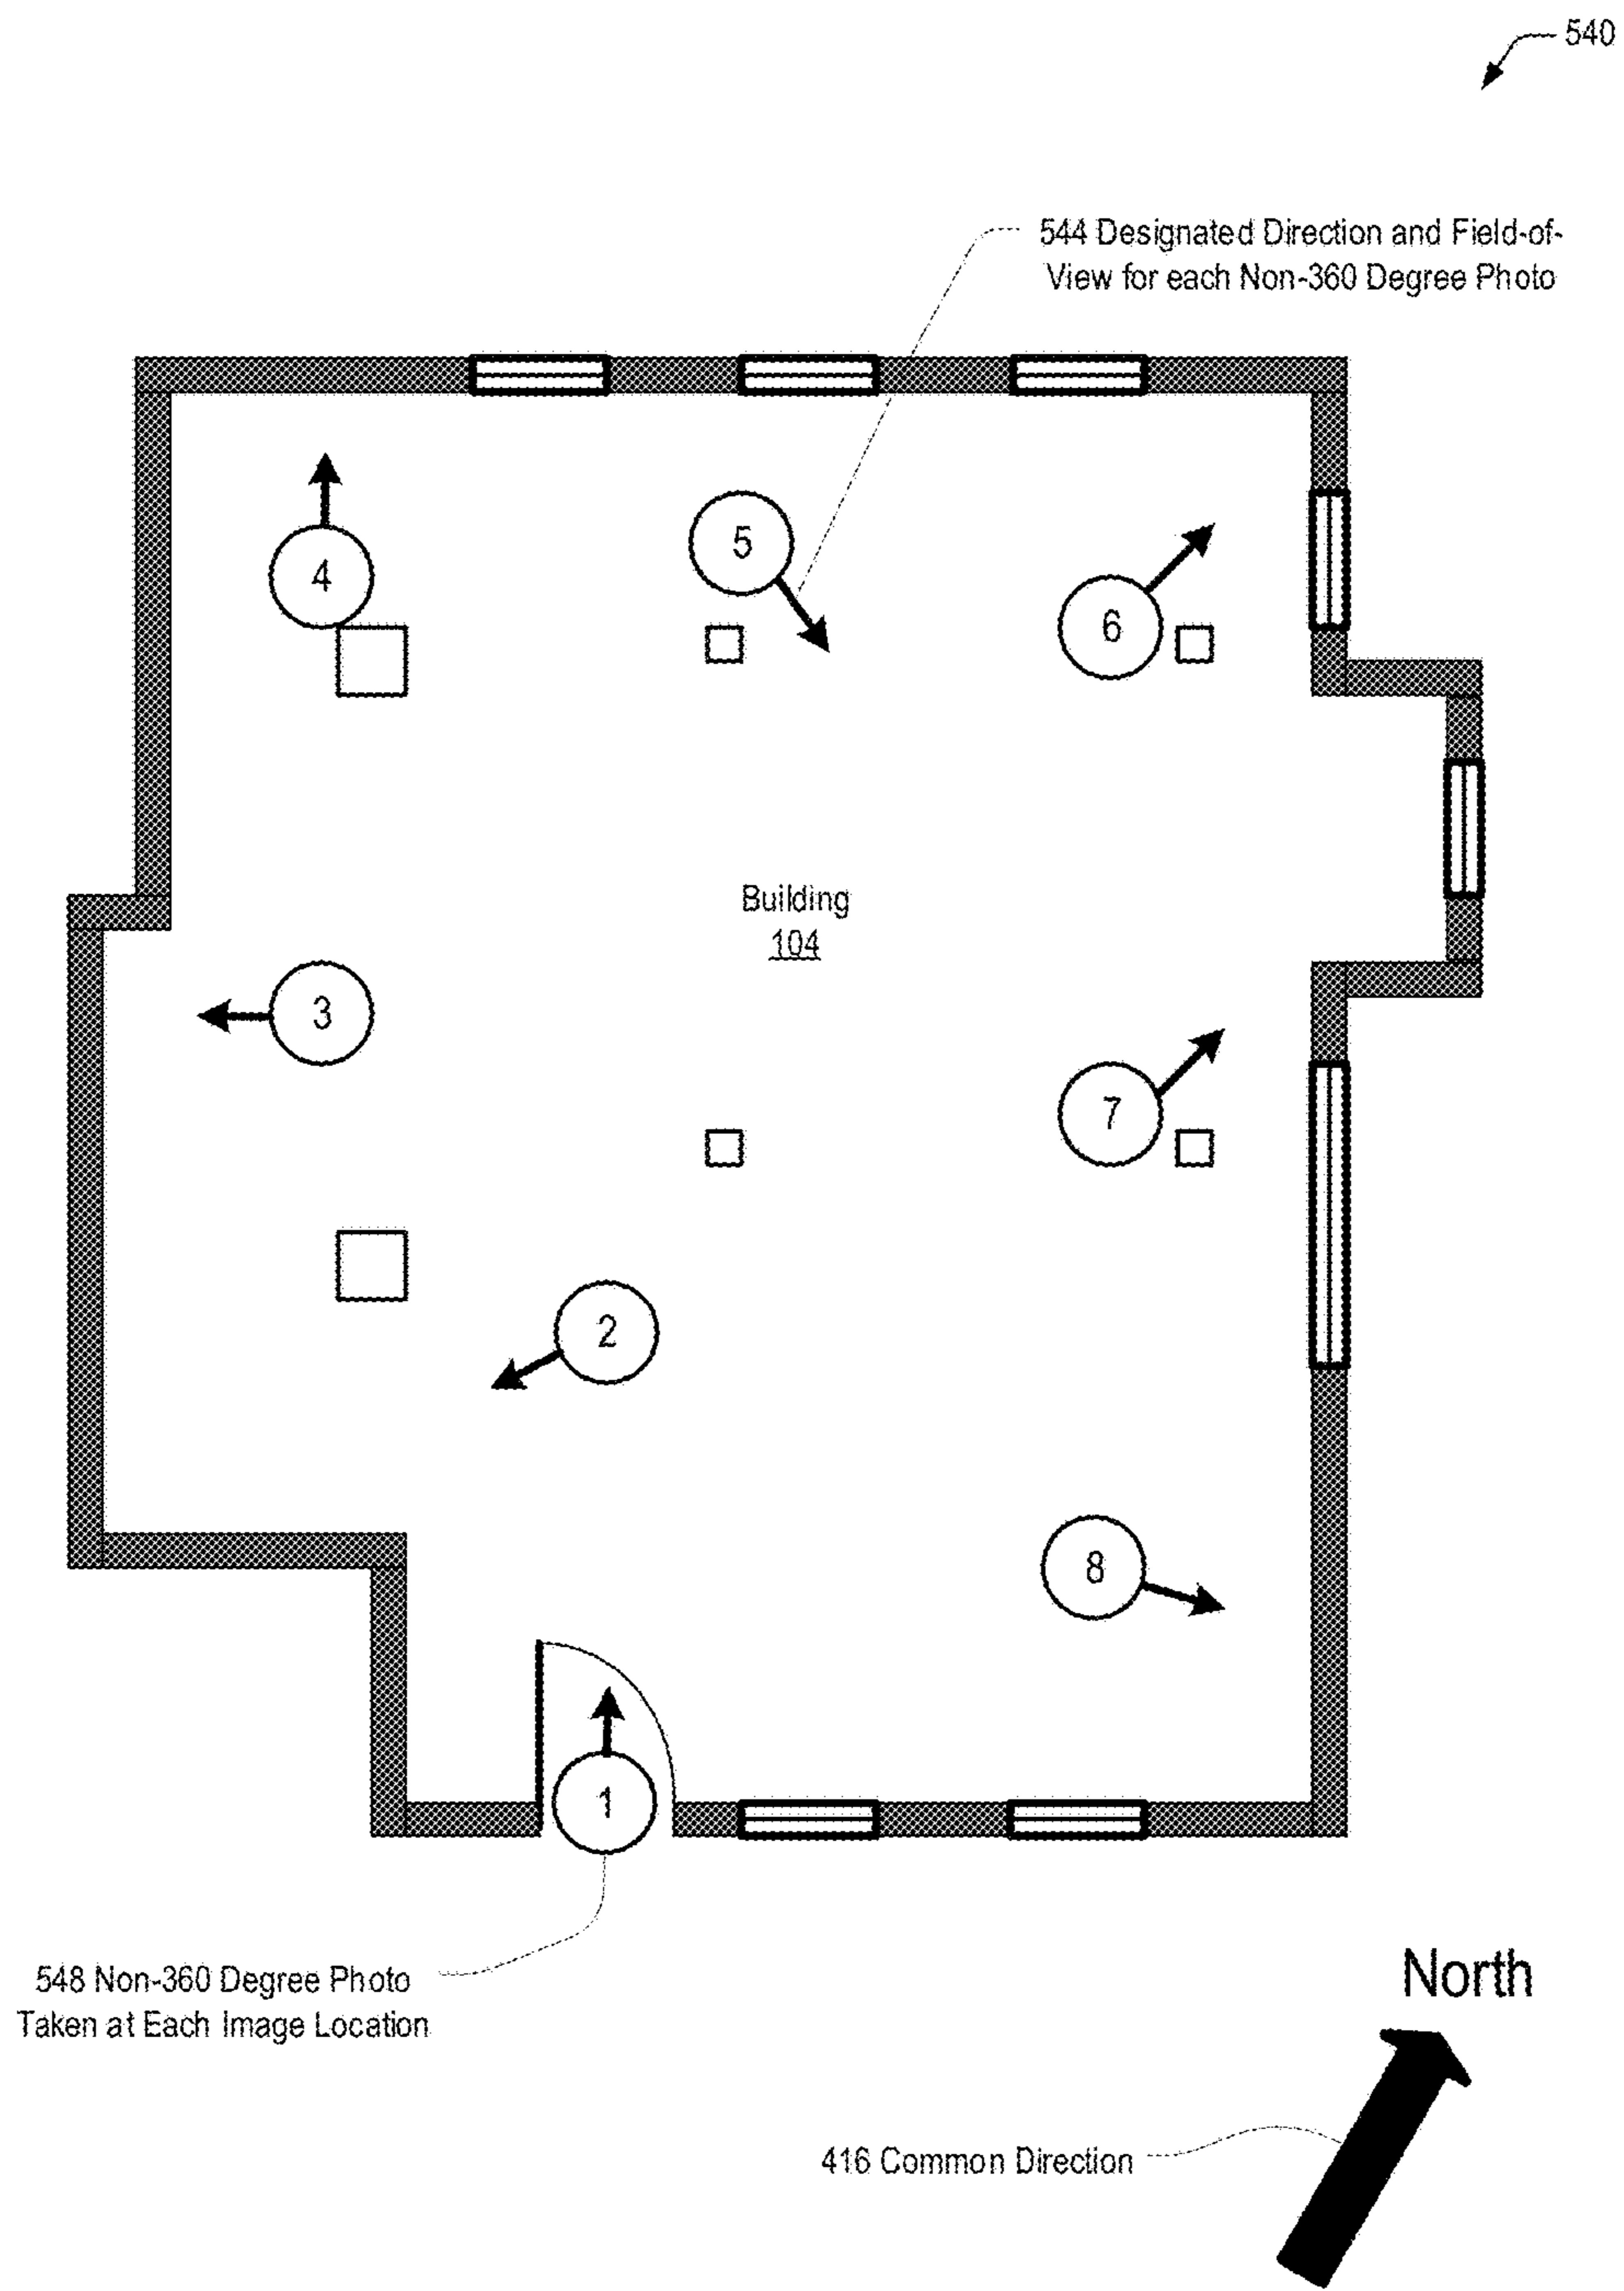 540
544 Designated Direction and Field-of-
View for each Non-360 Degree Photo
4
5
6
Building
104
3
7
2
8
1
548 Non-360 Degree Photo
Taken at Each Image Location
North
416 Common Direction